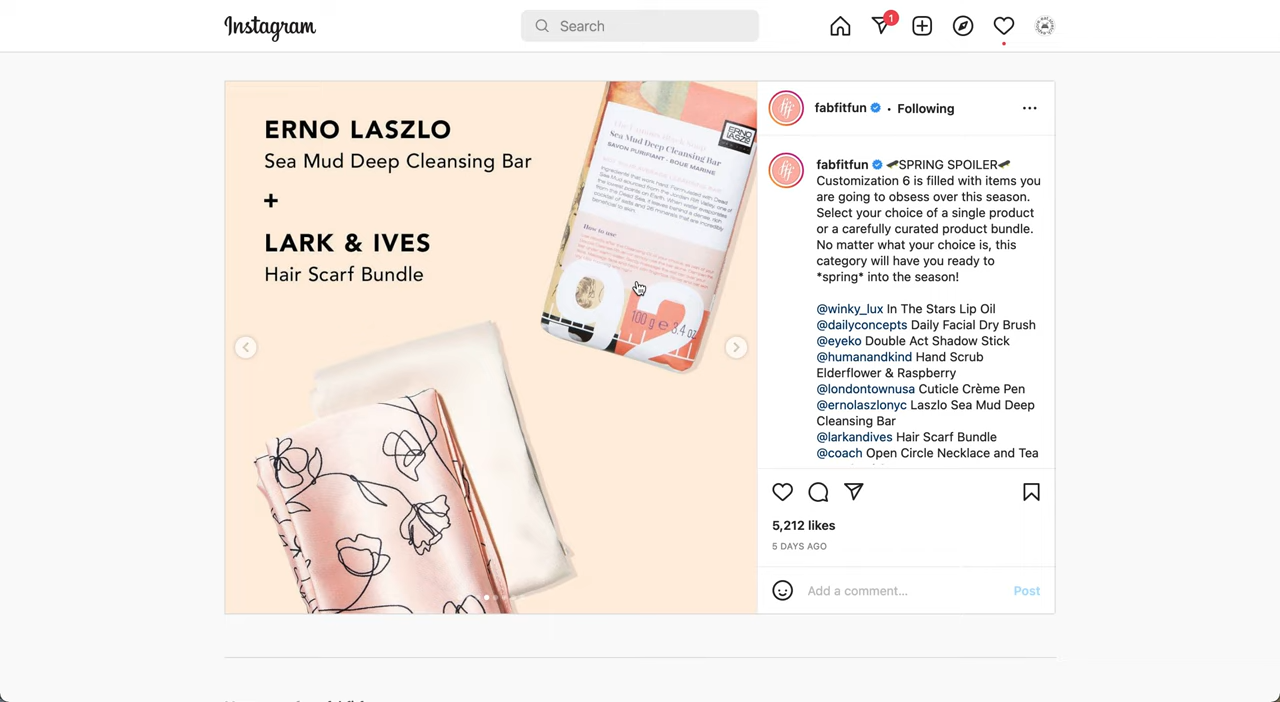 Instagram
Search
1
ERNO LASZLO
Sea Mud Deep Cleansing Bar
+
LARK & IVES
Hair Scarf Bundle
ERNO
LASZLO
Sea Mud Deep Cleansing Bar
SAVON PURIFIANT · BOUE MARINE
How to use
92
100 g e 3.4 oz
fabfitfun • Following
fabfitfun SPRING SPOILER
Customization 6 is filled with items you
are going to obsess over this season.
Select your choice of a single product
or a carefully curated product bundle.
No matter what your choice is, this
category will have you ready to
*spring* into the season!
@winky_lux In The Stars Lip Oil
@dailyconcepts Daily Facial Dry Brush
@eyeko Double Act Shadow Stick
@humanandkind Hand Scrub
Elderflower & Raspberry
@londontownusa Cuticle Crème Pen
@ernolaszlonyc Laszlo Sea Mud Deep
Cleansing Bar
@larkandives Hair Scarf Bundle
@coach Open Circle Necklace and Tea
5,212 likes
5 DAYS AGO
Add a comment...
Post